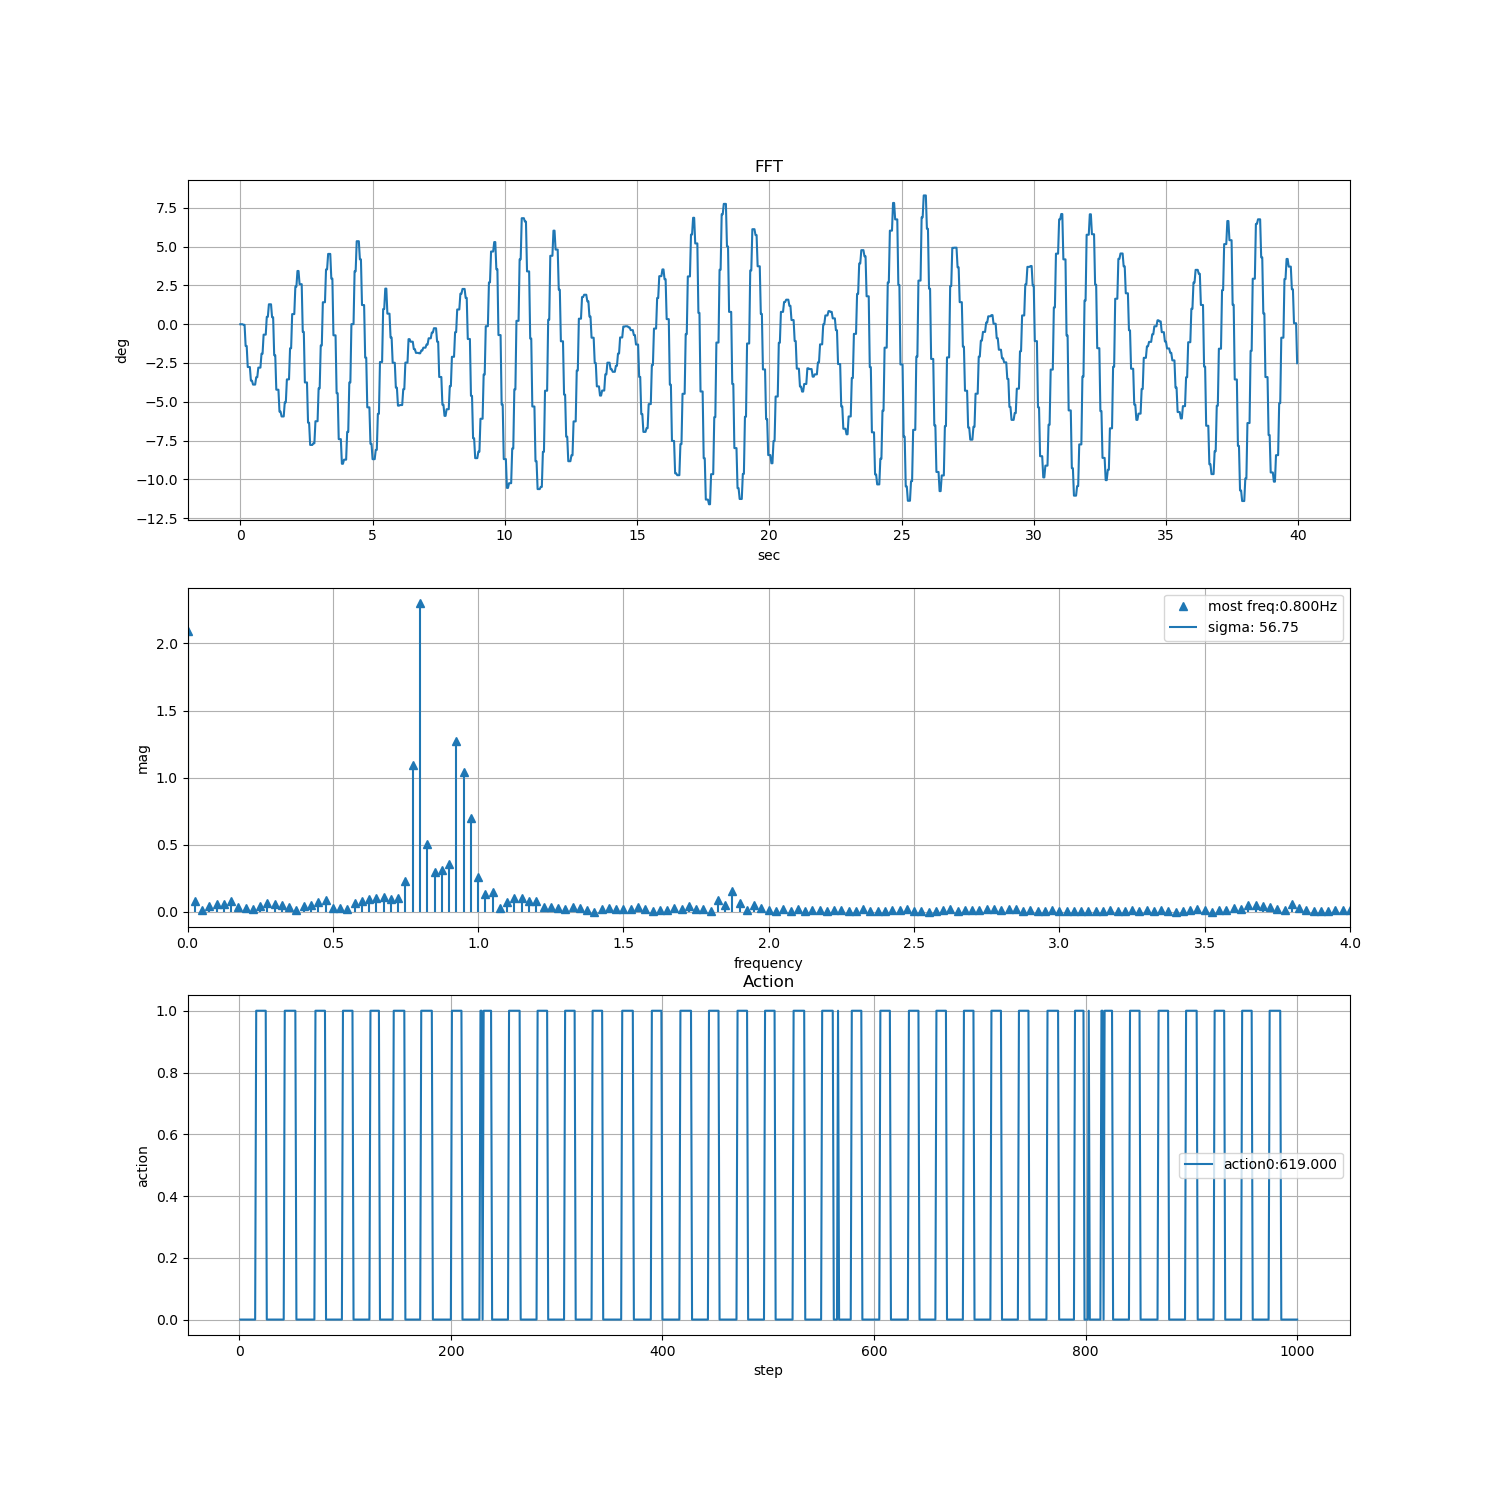 FFT
7.5
5.0
2.5
0.0
−2.5
−5.0
−7.5
−10.0
−12.5
deg
0 5 10 15 20 25 30 35 40
sec
most freq:0.800Hz
sigma: 56.75
2.0
1.5
1.0
0.5
0.0
mag
0.0 0.5 1.0 1.5 2.0 2.5 3.0 3.5 4.0
frequency
Action
1.0
0.8
0.6
0.4
0.2
0.0
action
action0:619.000
0 200 400 600 800 1000
step